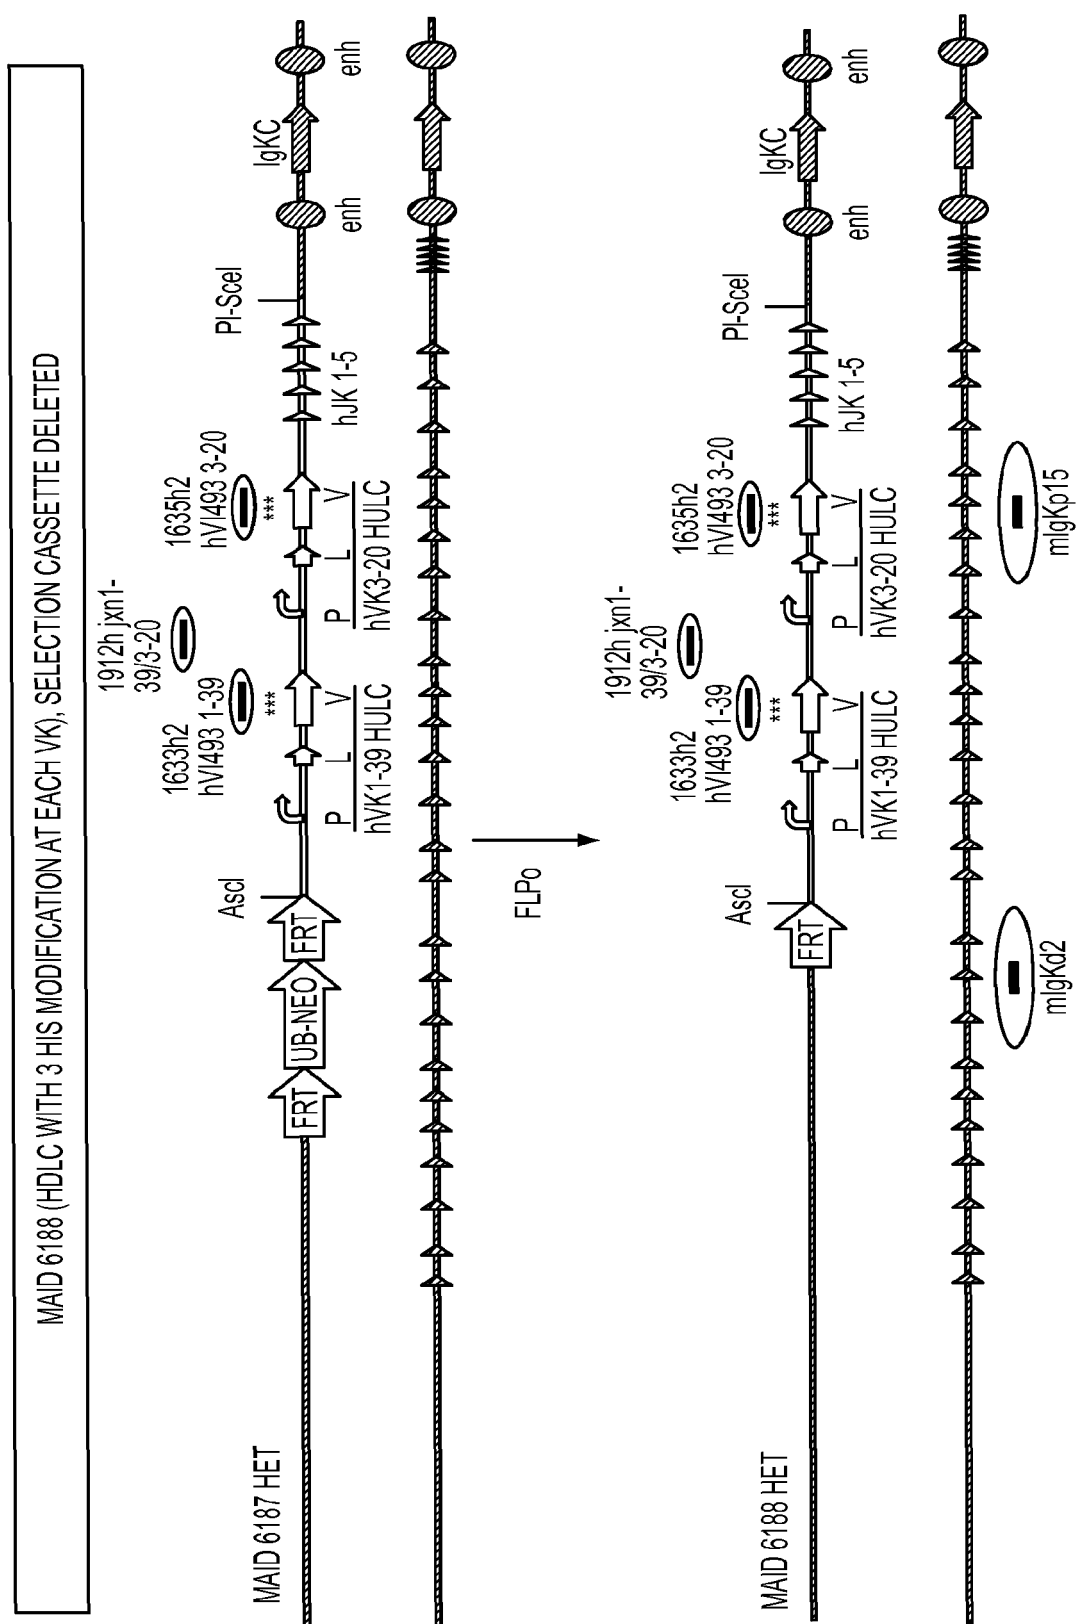 MAID 6188 (HDLC WITH 3 HIS MODIFICATION AT EACH VK), SELECTION CASSETTE DELETED
MAID 6187 HET
1912h jxn1-
39/3-20
1633h2
hVI493 1-39
1635h2
hVI493 3-20
***
***
AscI
PI-SceI
IgKC
FRT
UB-NEO
FRT
P L V
hVK1-39 HULC
P L V
hVK3-20 HULC
hJK 1-5
enh
enh
FLPo
MAID 6188 HET
1912h jxn1-
39/3-20
1633h2
hVI493 1-39
1635h2
hVI493 3-20
***
***
AscI
PI-SceI
IgKC
FRT
P L V
hVK1-39 HULC
P L V
hVK3-20 HULC
hJK 1-5
enh
enh
mIgKd2
mIgKp15